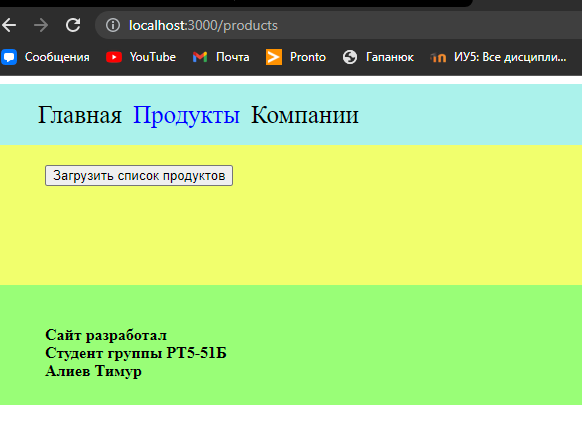 localhost:3000/products
Сообщения YouTube Почта Pronto Гапанюк ИУ5: Все дисципли...
Главная Продукты Компании
Загрузить список продуктов
Сайт разработал
Студент группы РТ5-51Б
Алиев Тимур